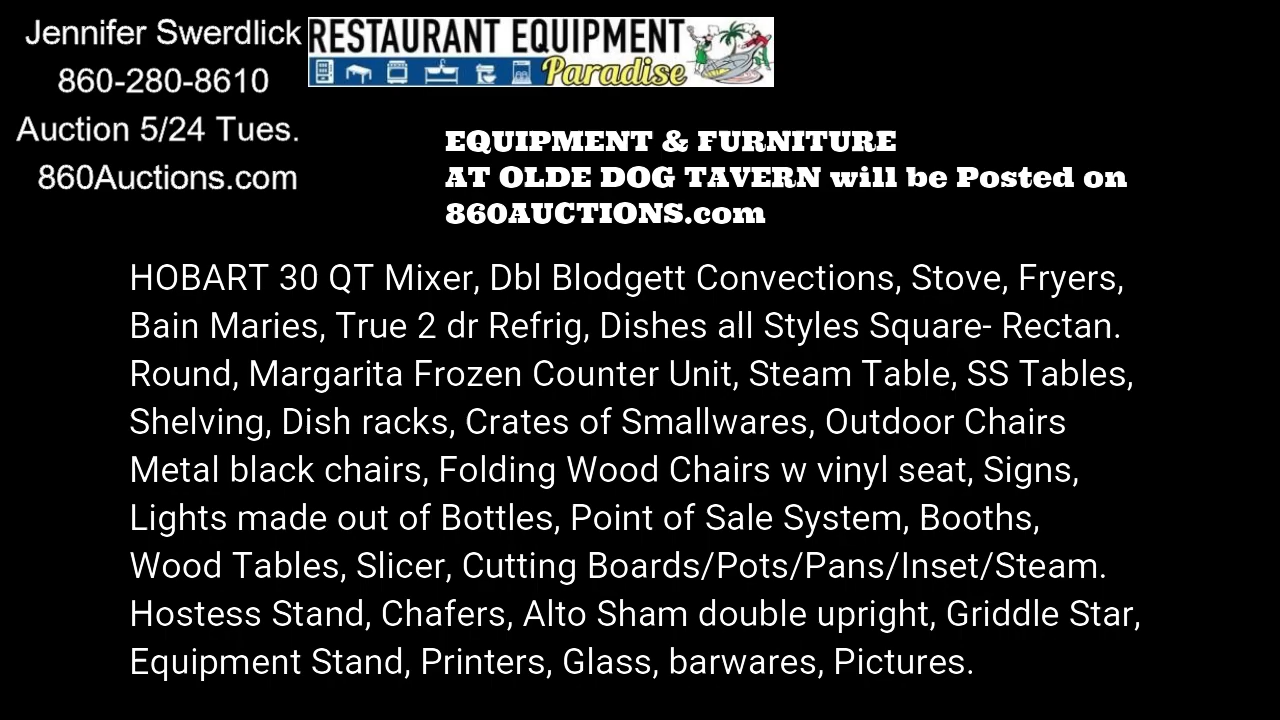 Jennifer Swerdlick
860-280-8610
Auction 5/24 Tues.
860Auctions.com
RESTAURANT EQUIPMENT
Paradise
EQUIPMENT & FURNITURE
AT OLDE DOG TAVERN will be Posted on
860AUCTIONS.com
HOBART 30 QT Mixer, Dbl Blodgett Convections, Stove, Fryers,
Bain Maries, True 2 dr Refrig, Dishes all Styles Square- Rectan.
Round, Margarita Frozen Counter Unit, Steam Table, SS Tables,
Shelving, Dish racks, Crates of Smallwares, Outdoor Chairs
Metal black chairs, Folding Wood Chairs w vinyl seat, Signs,
Lights made out of Bottles, Point of Sale System, Booths,
Wood Tables, Slicer, Cutting Boards/Pots/Pans/Inset/Steam.
Hostess Stand, Chafers, Alto Sham double upright, Griddle Star,
Equipment Stand, Printers, Glass, barwares, Pictures.